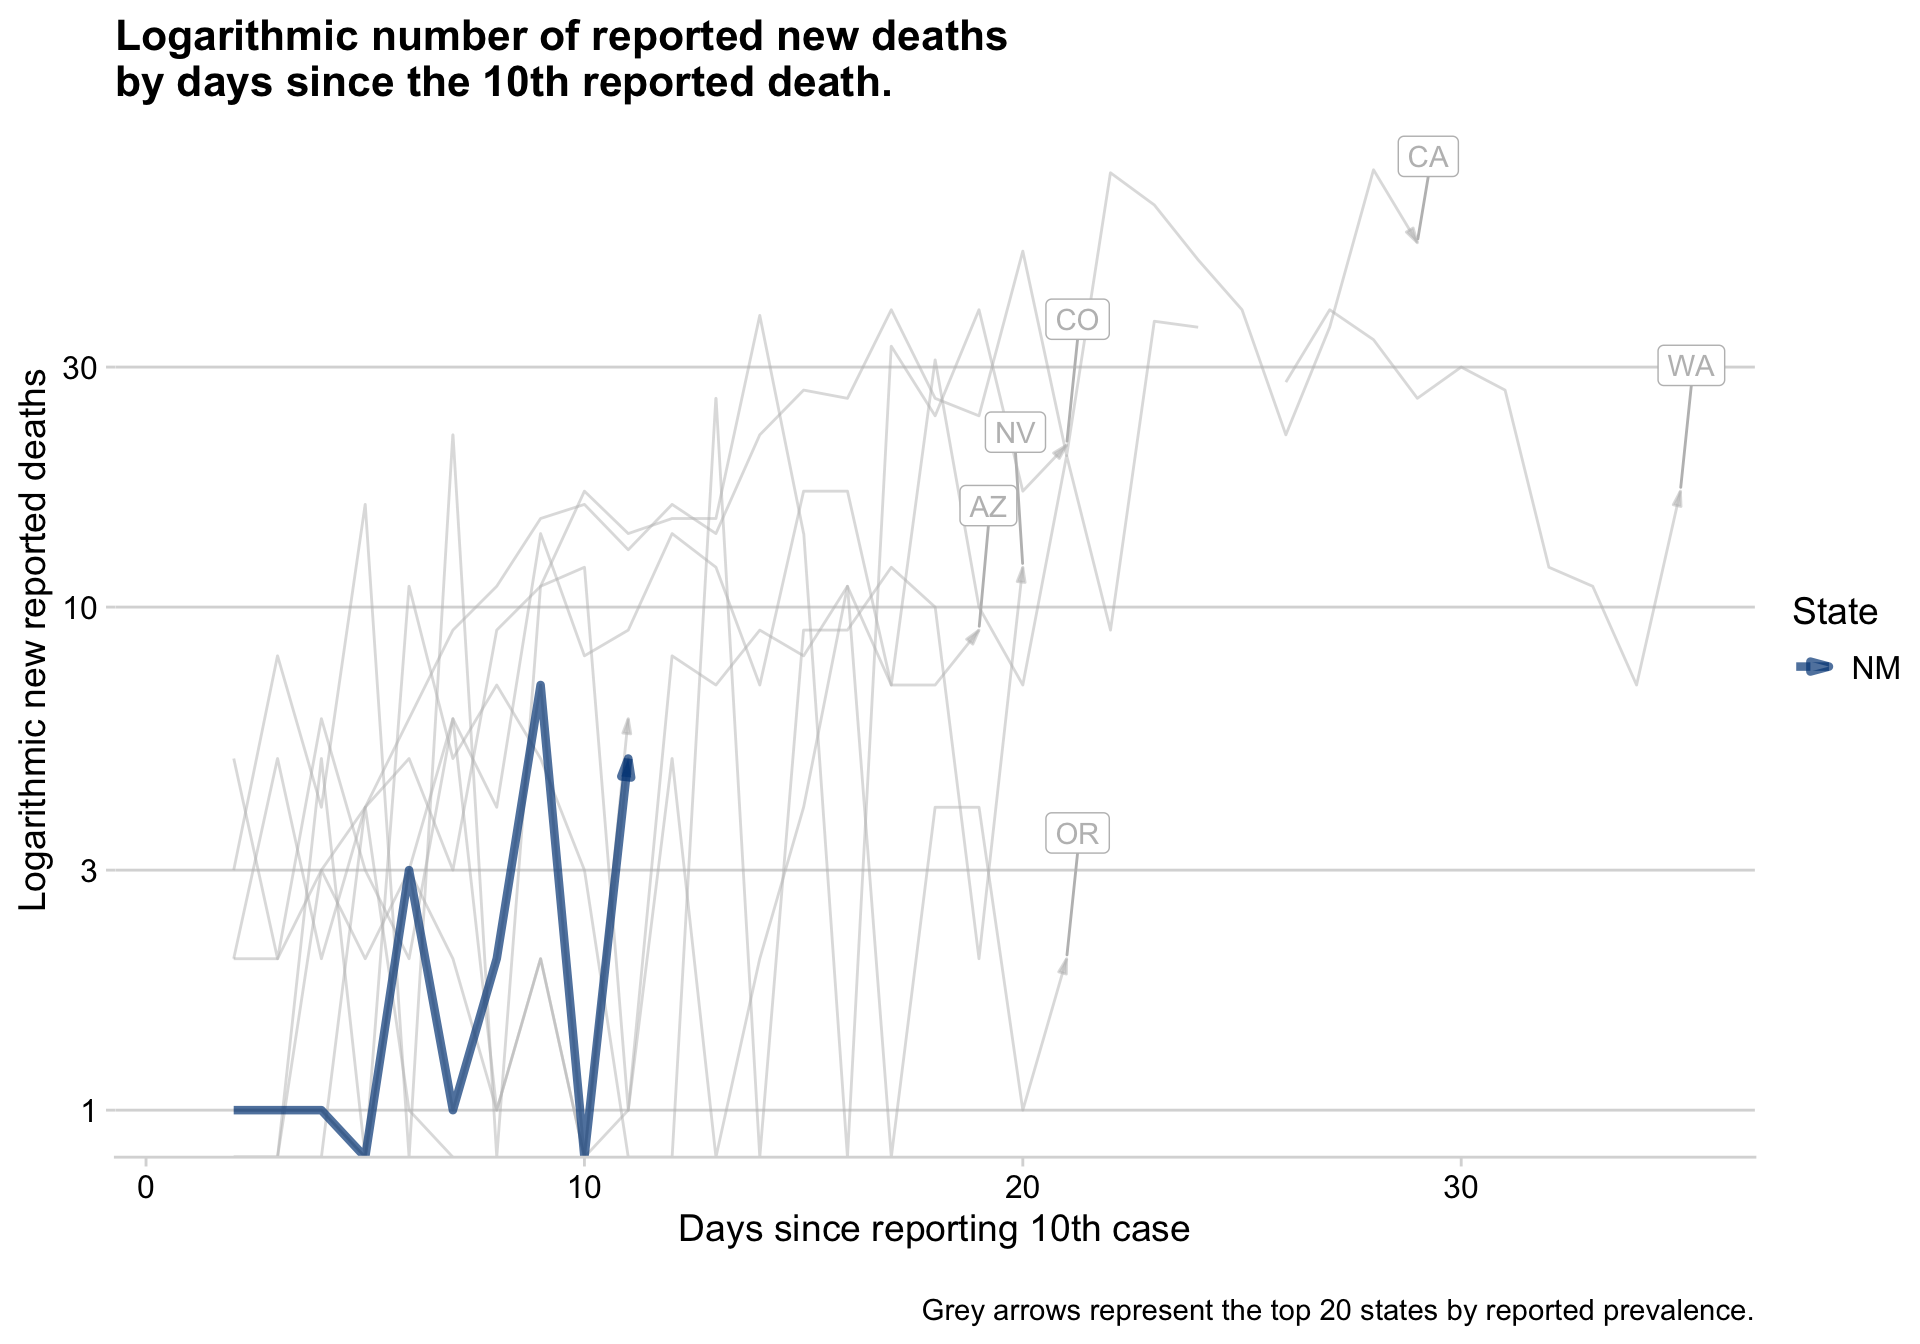 Logarithmic number of reported new deaths
by days since the 10th reported death.
CA
CO
30
WA
NV
AZ
10
State
NM
OR
3
1
0 10 20 30
Logarithmic new reported deaths
Days since reporting 10th case
Grey arrows represent the top 20 states by reported prevalence.